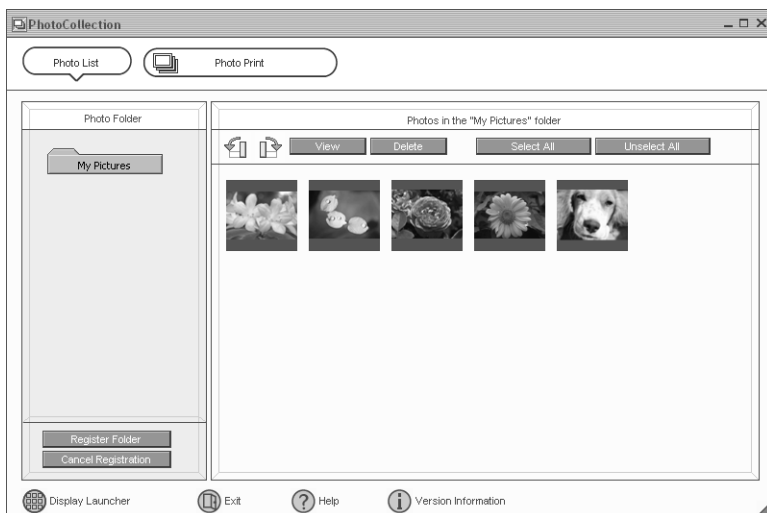 PhotoCollection
Photo List
Photo Print
Photo Folder
My Pictures
Register Folder
Cancel Registration
Photos in the "My Pictures" folder
View Delete Select All Unselect All
Display Launcher Exit ? Help i Version Information